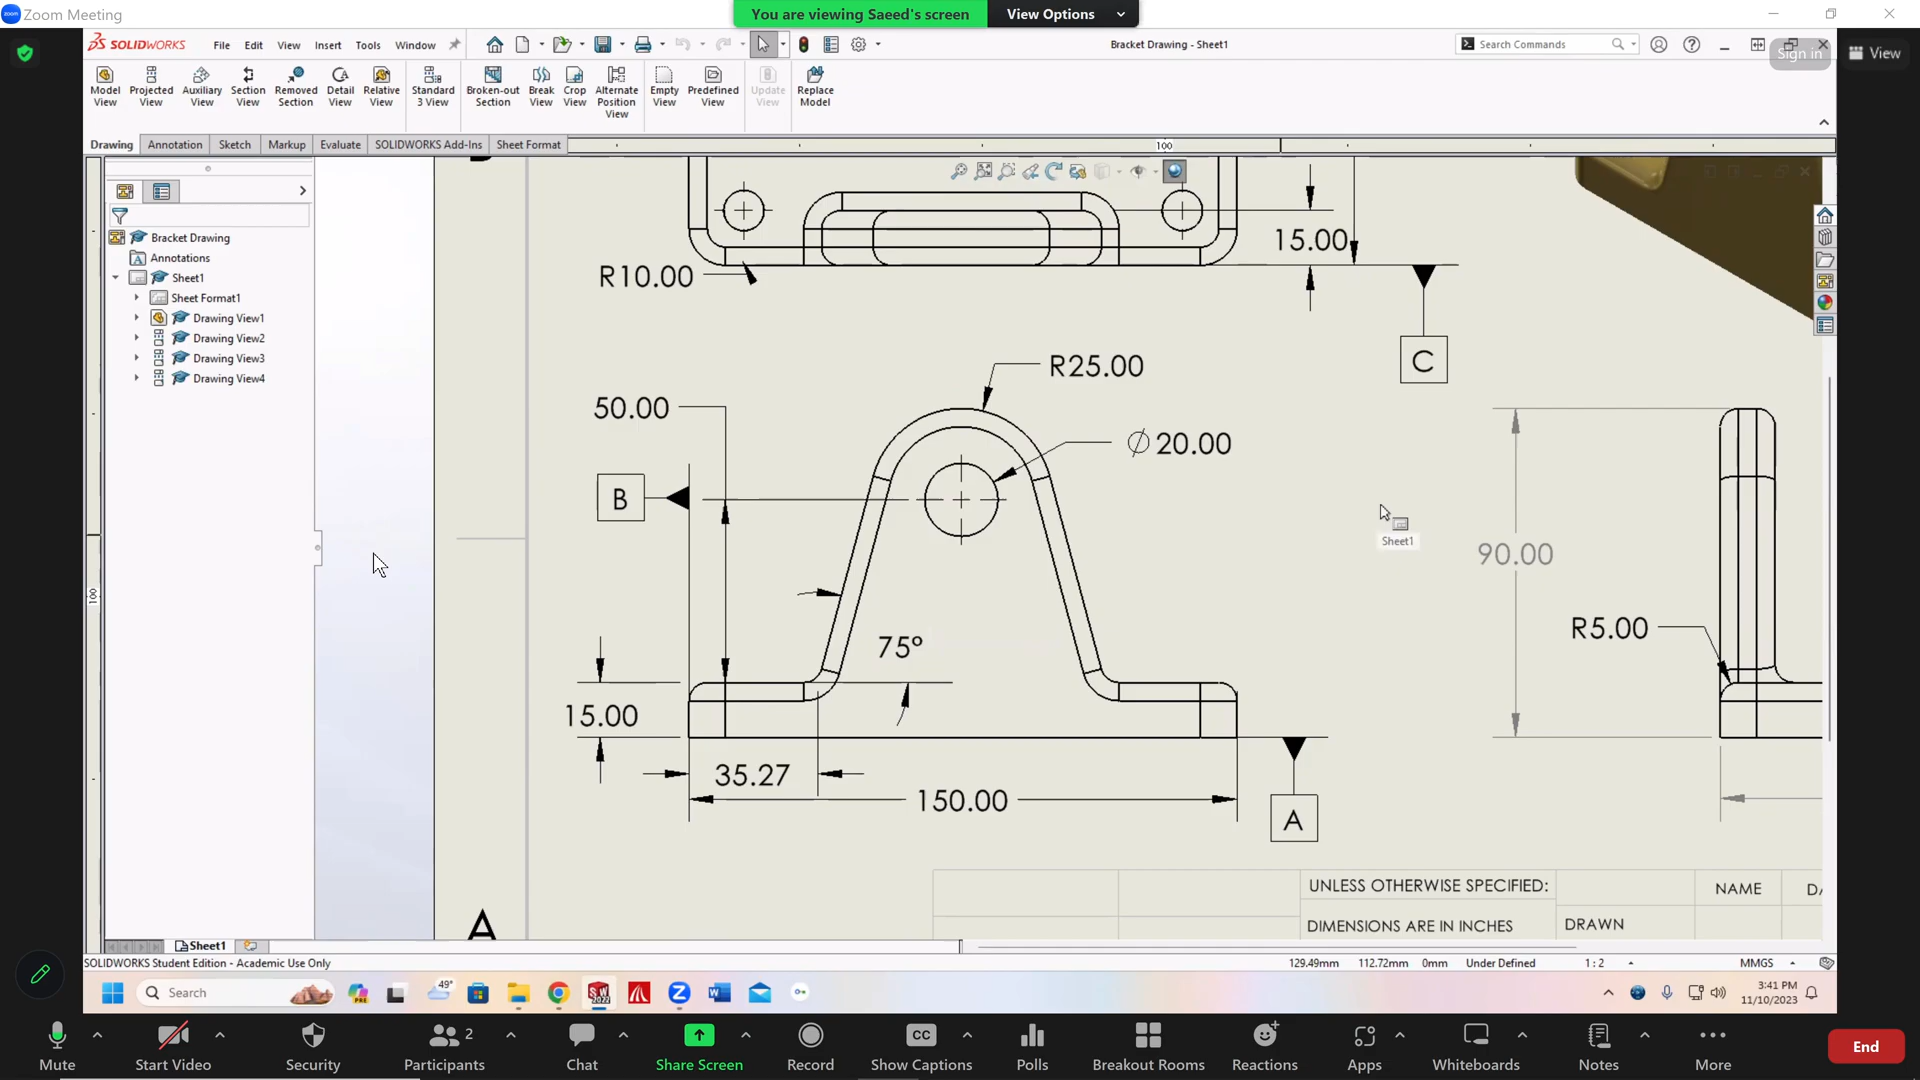 Zoom Meeting
You are viewing Saeed's screen
View Options
SOLIDWORKS
File Edit View Insert Tools Window
Bracket Drawing - Sheet1
Search Commands
Sign in
View
Model View
Projected View
Auxiliary View
Section View
Removed Section
Detail View
Relative View
Standard 3 View
Broken-out Section
Break View
Crop View
Alternate Position View
Empty View
Predefined View
Update View
Replace Model
Drawing Annotation Sketch Markup Evaluate SOLIDWORKS Add-Ins Sheet Format
100
100
Bracket Drawing
Annotations
Sheet1
Sheet Format1
Drawing View1
Drawing View2
Drawing View3
Drawing View4
15.00
R10.00
C
R25.00
50.00
⌀20.00
B
Sheet1
90.00
R5.00
75°
15.00
35.27
150.00
A
UNLESS OTHERWISE SPECIFIED:
NAME
DIMENSIONS ARE IN INCHES
DRAWN
A
Sheet1
SOLIDWORKS Student Edition - Academic Use Only
129.49mm 112.72mm 0mm Under Defined 1 : 2 MMGS
Search
PRE
49°
SW
2022
3:41 PM
11/10/2023
Mute
Start Video
Security
Participants 2
Chat
Share Screen
Record
CC
Show Captions
Polls
Breakout Rooms
Reactions
Apps
Whiteboards
Notes
More
End